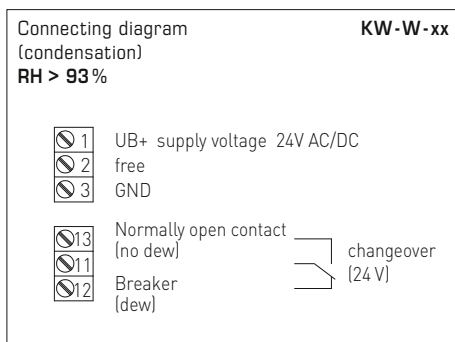 Connecting diagram KW-W-xx
(condensation)
RH > 93%
1 UB+ supply voltage 24V AC/DC
2 free
3 GND
13 Normally open contact
(no dew)
11
12 Breaker
(dew)
changeover
(24 V)